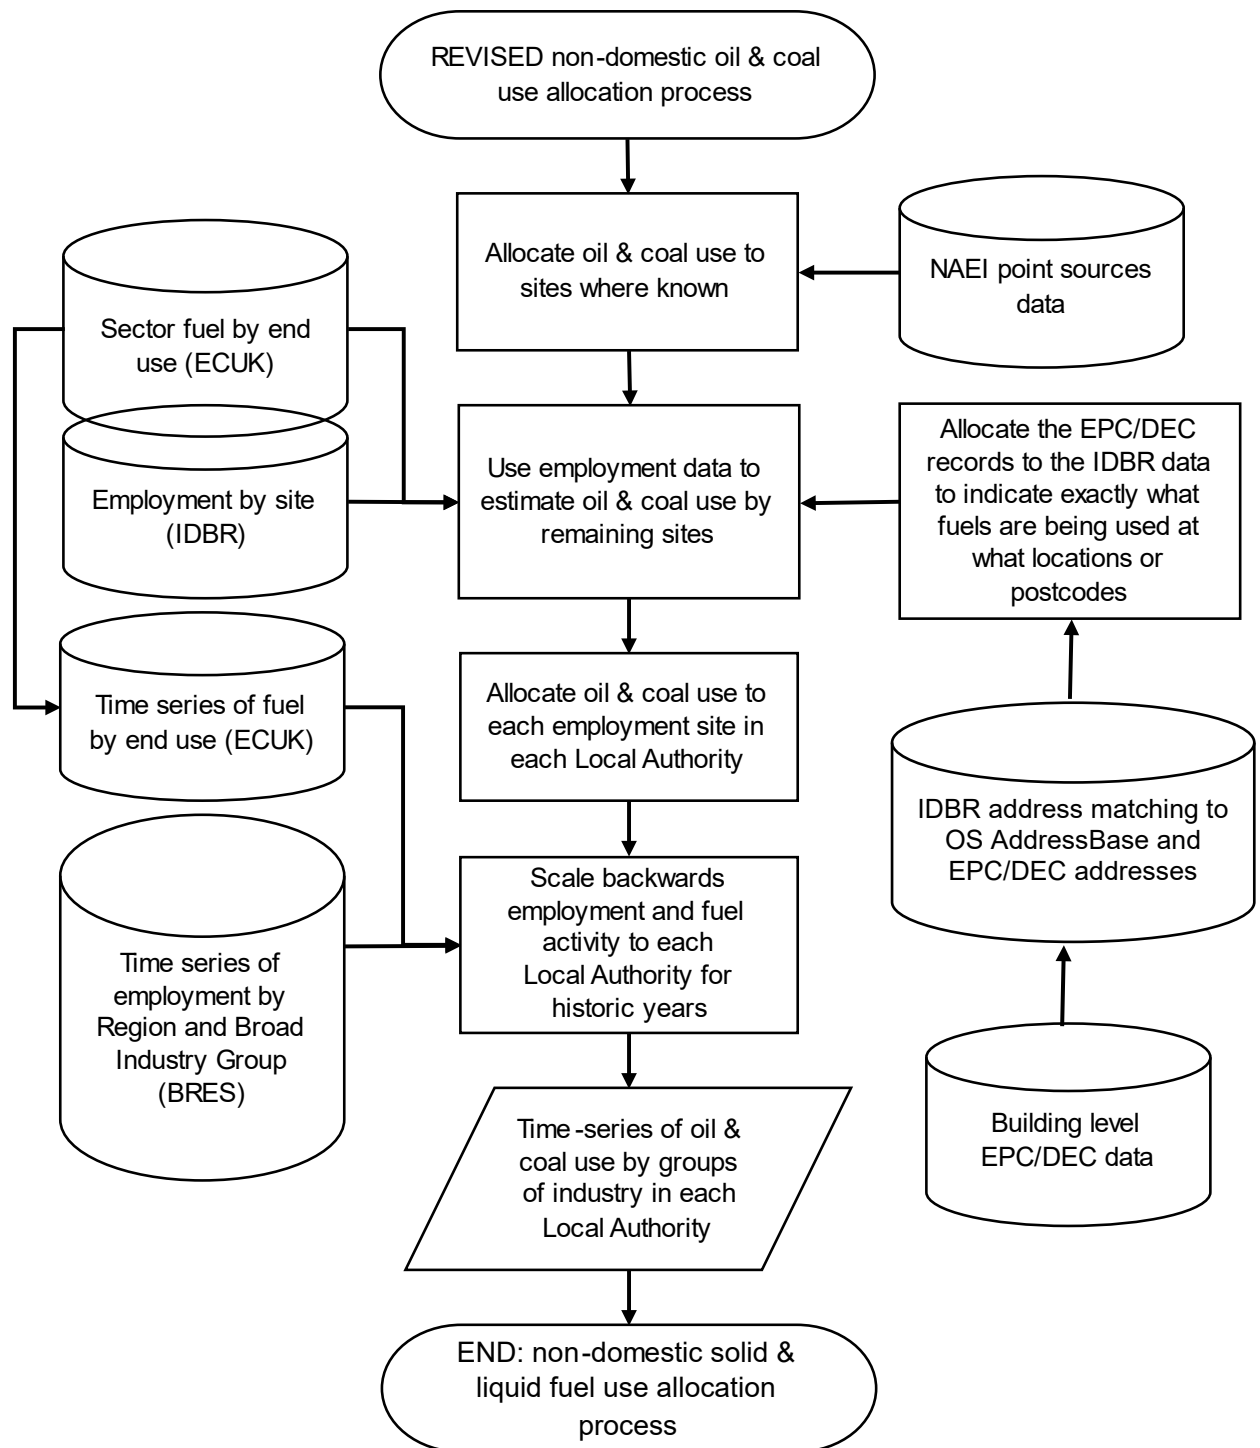 REVISED non-domestic oil & coal
use allocation process
Allocate oil & coal use to
sites where known
NAEI point sources
data
Sector fuel by end
use (ECUK)
Employment by site
(IDBR)
Use employment data to
estimate oil & coal use by
remaining sites
Allocate the EPC/DEC
records to the IDBR data
to indicate exactly what
fuels are being used at
what locations or
postcodes
Time series of fuel
by end use (ECUK)
Allocate oil & coal use to
each employment site in
each Local Authority
IDBR address matching to
OS AddressBase and
EPC/DEC addresses
Time series of
employment by
Region and Broad
Industry Group
(BRES)
Scale backwards
employment and fuel
activity to each
Local Authority for
historic years
Building level
EPC/DEC data
Time-series of oil &
coal use by groups
of industry in each
Local Authority
END: non-domestic solid &
liquid fuel use allocation
process